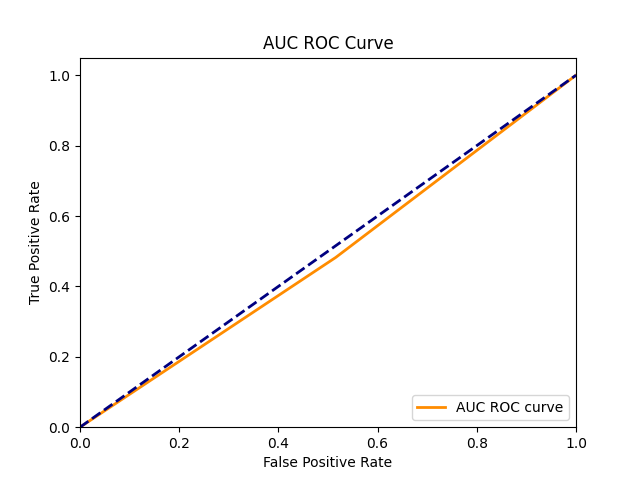 AUC ROC Curve
True Positive Rate
1.0
0.8
0.6
0.4
0.2
0.0
0.0 0.2 0.4 0.6 0.8 1.0
False Positive Rate
AUC ROC curve